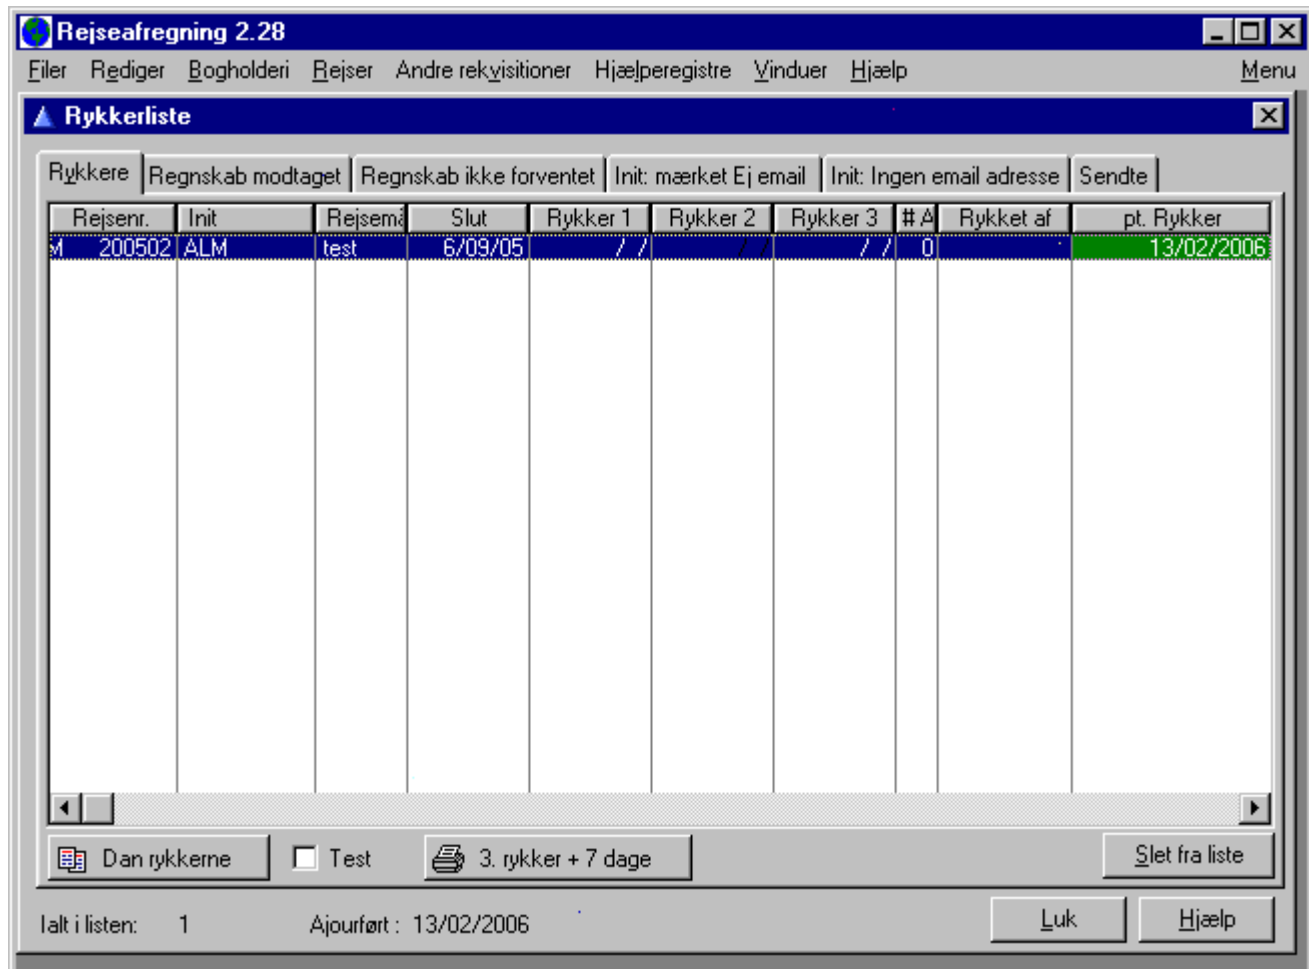 Rejseafregning 2.28
Filer Rediger Bogholderi Rejser Andre rekvisitioner Hjælperegistre Vinduer Hjælp Menu
Rykkerliste
Rykkere Regnskab modtaget Regnskab ikke forventet Init: mærket Ej email Init: Ingen email adresse Sendte
Rejsenr. Init Rejsemå Slut Rykker 1 Rykker 2 Rykker 3 # A Rykket af pt. Rykker
M 200502 ALM test 6/09/05 / / / / / / 0 13/02/2006
Dan rykkerne Test 3. rykker + 7 dage Slet fra liste
Ialt i listen: 1 Ajourført : 13/02/2006 Luk Hjælp